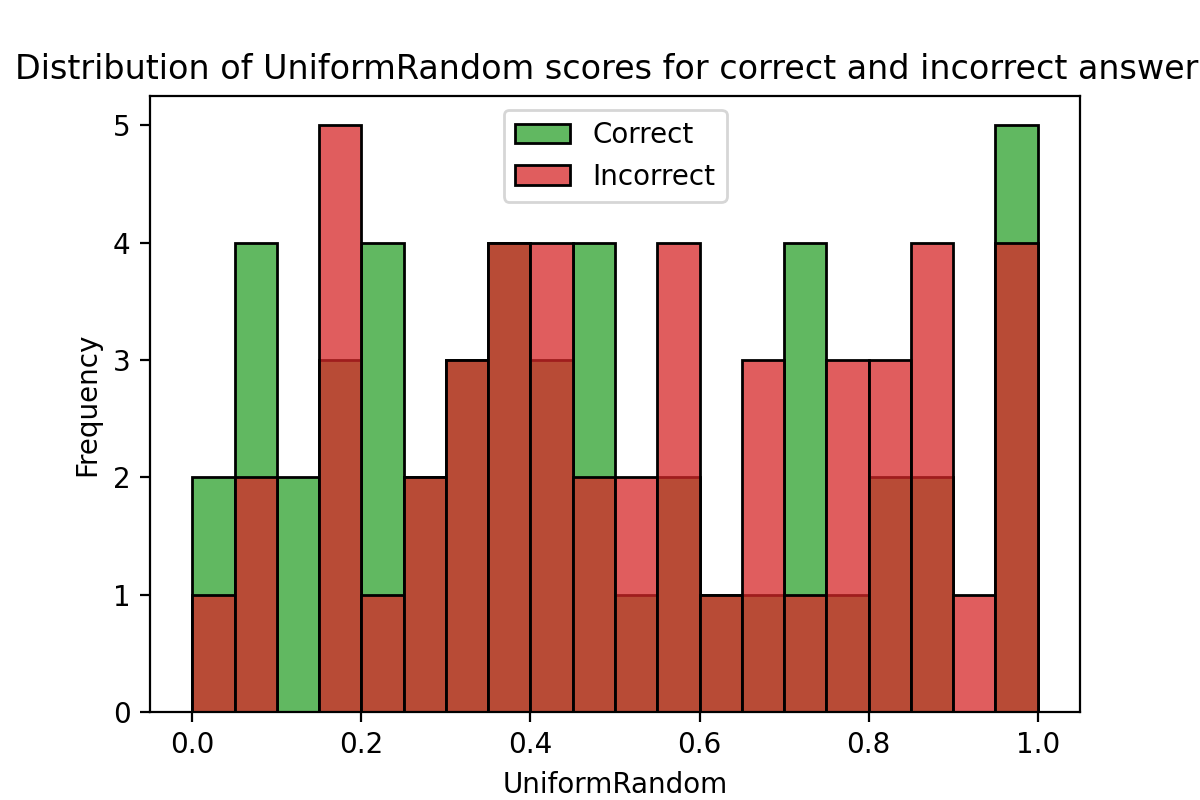 Distribution of UniformRandom scores for correct and incorrect answer
Correct
Incorrect
5
4
3
2
1
0
Frequency
0.0 0.2 0.4 0.6 0.8 1.0
UniformRandom